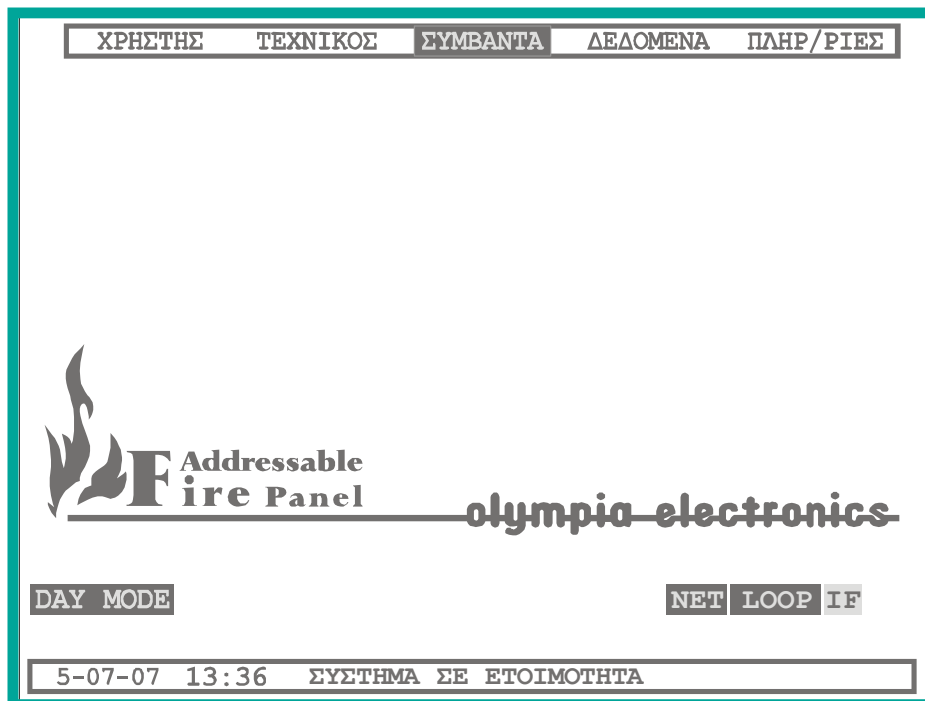 ΧΡΗΣΤΗΣ ΤΕΧΝΙΚΟΣ ΣΥΜΒΑΝΤΑ ΔΕΔΟΜΕΝΑ ΠΛΗΡ/ΡΙΕΣ
Addressable
Fire Panel
olympia electronics
DAY MODE NET LOOP IF
5-07-07 13:36 ΣΥΣΤΗΜΑ ΣΕ ΕΤΟΙΜΟΤΗΤΑ